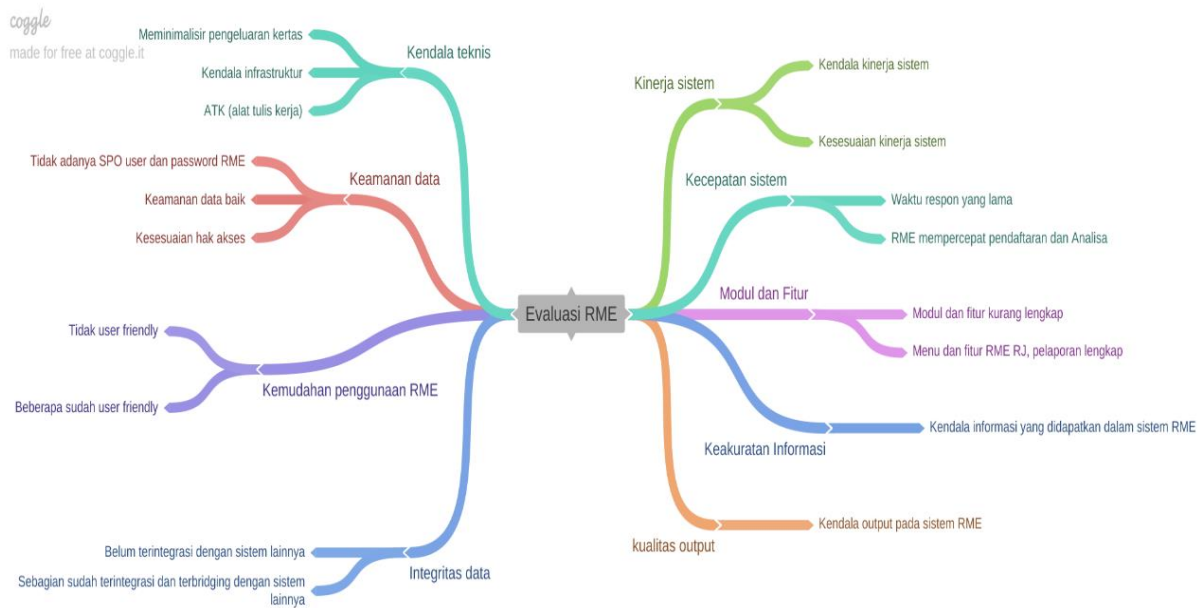 coggle
made for free at coggle.it
Kendala teknis
Meminimalisir pengeluaran kertas
Kendala infrastruktur
ATK (alat tulis kerja)
Keamanan data
Tidak adanya SPO user dan password RME
Keamanan data baik
Kesesuaian hak akses
Kemudahan penggunaan RME
Tidak user friendly
Beberapa sudah user friendly
Integritas data
Belum terintegrasi dengan sistem lainnya
Sebagian sudah terintegrasi dan terbridging dengan sistem
lainnya
Evaluasi RME
Kinerja sistem
Kendala kinerja sistem
Kesesuaian kinerja sistem
Kecepatan sistem
Waktu respon yang lama
RME mempercepat pendaftaran dan Analisa
Modul dan Fitur
Modul dan fitur kurang lengkap
Menu dan fitur RME RJ, pelaporan lengkap
Keakuratan Informasi
Kendala informasi yang didapatkan dalam sistem RME
kualitas output
Kendala output pada sistem RME